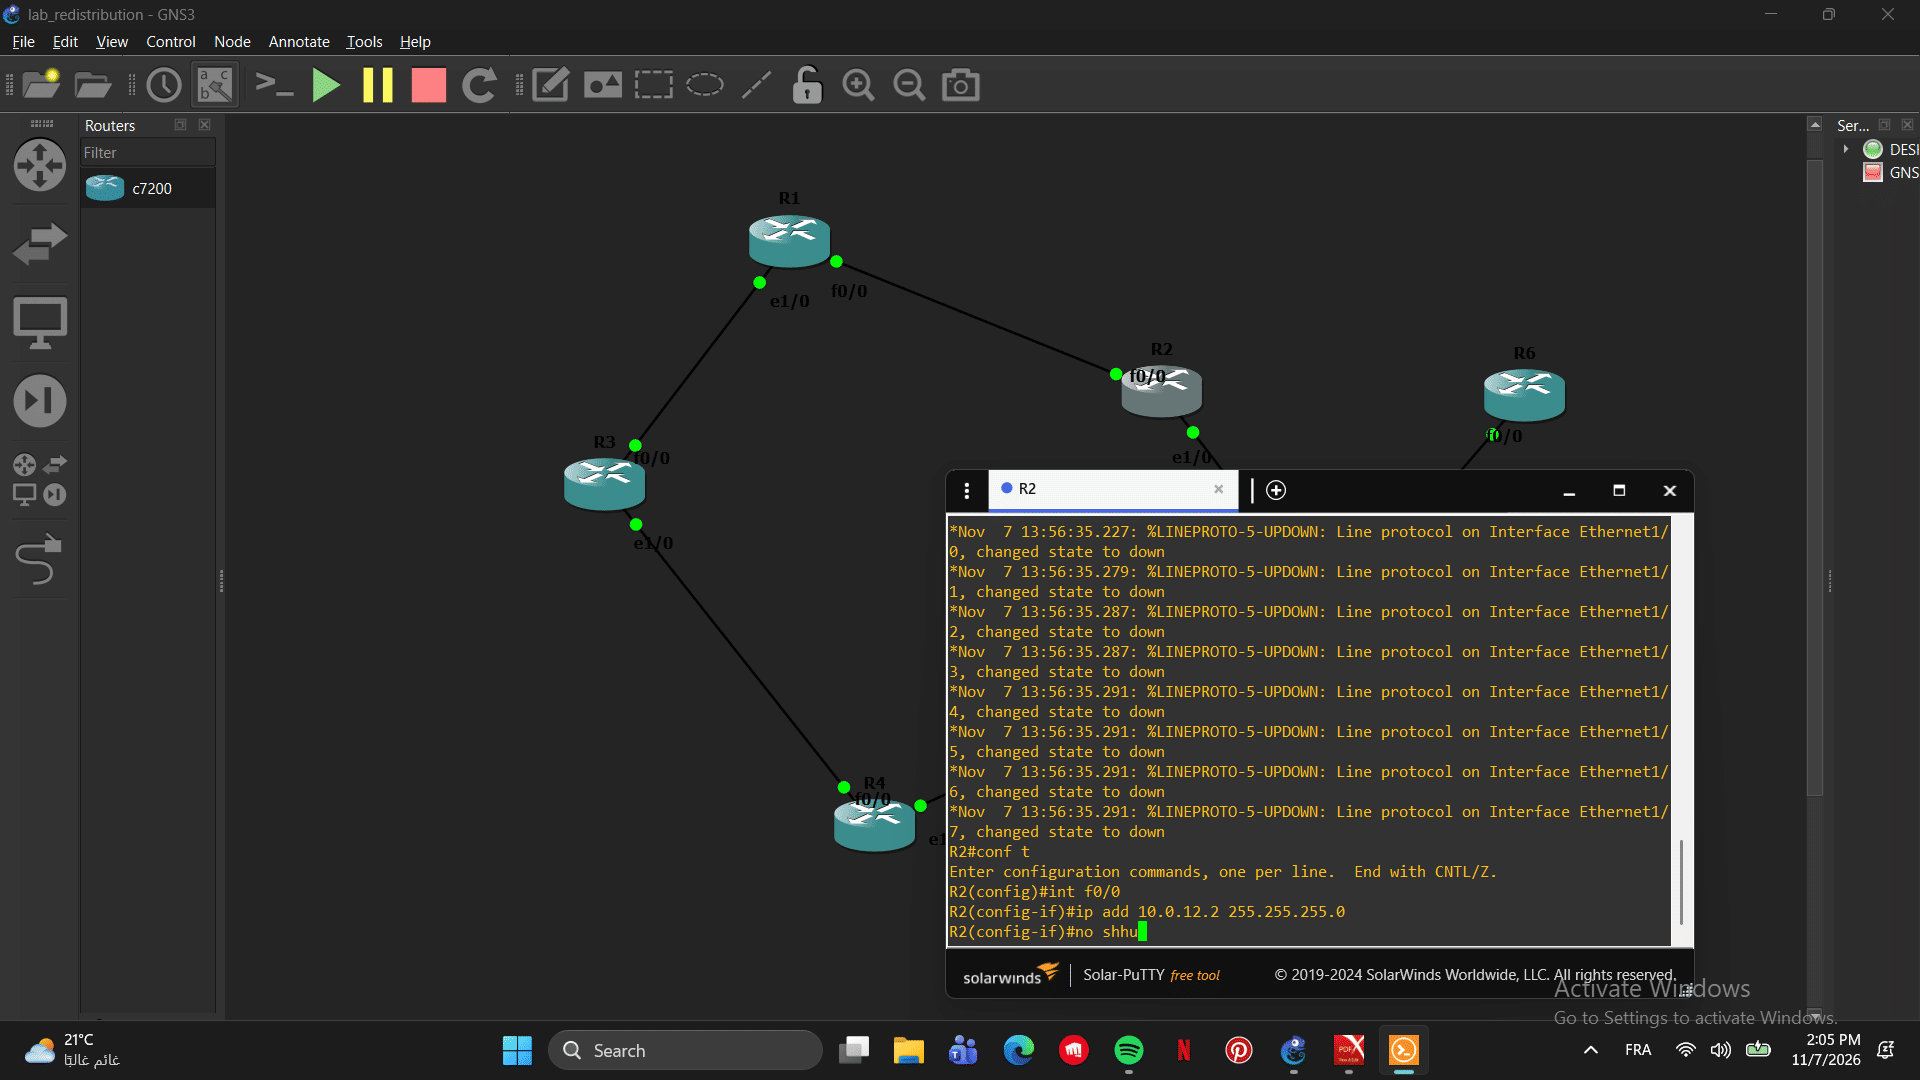 lab_redistribution - GNS3
File Edit View Control Node Annotate Tools Help
Routers
Filter
c7200
Ser...
DESI
GNS
R1
e1/0
f0/0
R2
f0/0
e1/0
R6
f0/0
R3
f0/0
e1/0
R4
f0/0
e1
R2
*Nov  7 13:56:35.227: %LINEPROTO-5-UPDOWN: Line protocol on Interface Ethernet1/
0, changed state to down
*Nov  7 13:56:35.279: %LINEPROTO-5-UPDOWN: Line protocol on Interface Ethernet1/
1, changed state to down
*Nov  7 13:56:35.287: %LINEPROTO-5-UPDOWN: Line protocol on Interface Ethernet1/
2, changed state to down
*Nov  7 13:56:35.287: %LINEPROTO-5-UPDOWN: Line protocol on Interface Ethernet1/
3, changed state to down
*Nov  7 13:56:35.291: %LINEPROTO-5-UPDOWN: Line protocol on Interface Ethernet1/
4, changed state to down
*Nov  7 13:56:35.291: %LINEPROTO-5-UPDOWN: Line protocol on Interface Ethernet1/
5, changed state to down
*Nov  7 13:56:35.291: %LINEPROTO-5-UPDOWN: Line protocol on Interface Ethernet1/
6, changed state to down
*Nov  7 13:56:35.291: %LINEPROTO-5-UPDOWN: Line protocol on Interface Ethernet1/
7, changed state to down
R2#conf t
Enter configuration commands, one per line.  End with CNTL/Z.
R2(config)#int f0/0
R2(config-if)#ip add 10.0.12.2 255.255.255.0
R2(config-if)#no shhu
solarwinds Solar-PuTTY free tool © 2019-2024 SolarWinds Worldwide, LLC. All rights reserved.
Activate Windows
Go to Settings to activate Windows.
21°C
غائم غالبًا
Search
FRA
2:05 PM
11/7/2026